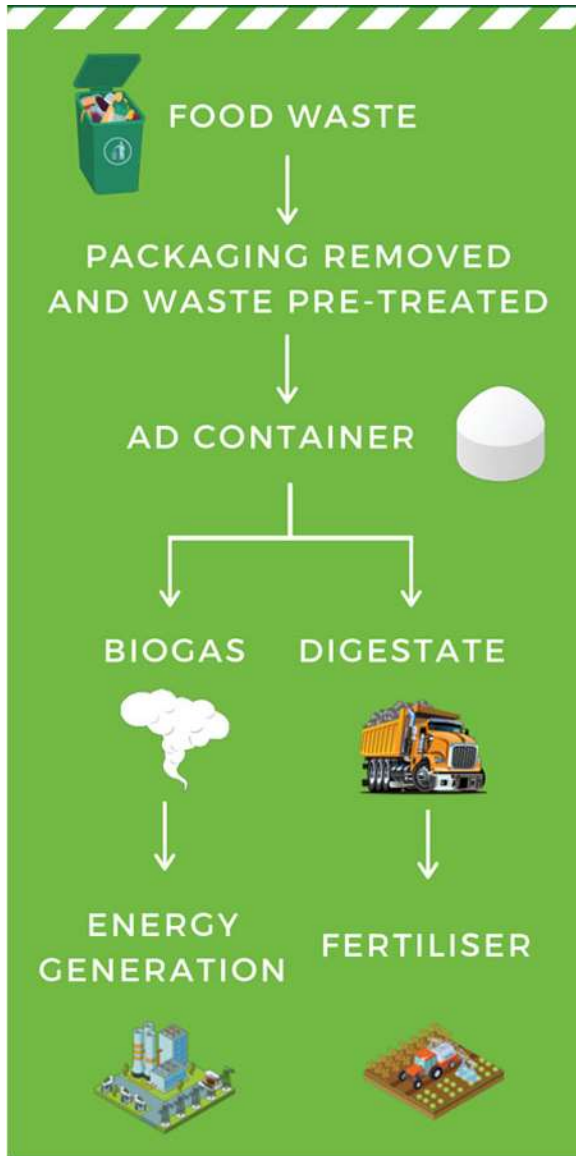 FOOD WASTE
PACKAGING REMOVED
AND WASTE PRE-TREATED
AD CONTAINER
BIOGAS
DIGESTATE
ENERGY
GENERATION
FERTILISER